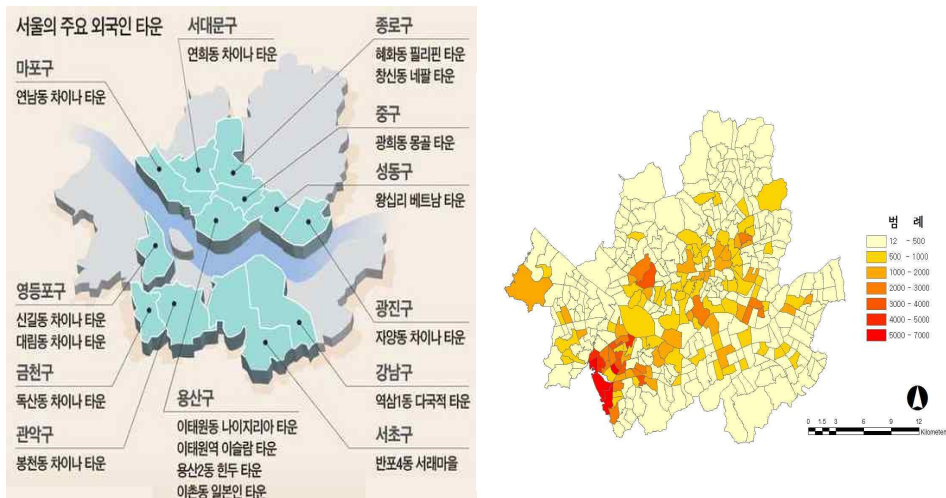 서울의 주요 외국인 타운
서대문구
연희동 차이나 타운
종로구
혜화동 필리핀 타운
창신동 네팔 타운
마포구
연남동 차이나 타운
중구
광희동 몽골 타운
성동구
왕십리 베트남 타운
영등포구
신길동 차이나 타운
대림동 차이나 타운
광진구
자양동 차이나 타운
금천구
독산동 차이나 타운
강남구
역삼1동 다국적 타운
관악구
봉천동 차이나 타운
용산구
이태원동 나이지리아 타운
이태원역 이슬람 타운
용산2동 힌두 타운
이촌동 일본인 타운
서초구
반포4동 서래마을
범 례
12 - 500
500 - 1000
1000 - 2000
2000 - 3000
3000 - 4000
4000 - 5000
5000 - 7000
0 1.5 3 6 9 12
Kilometers